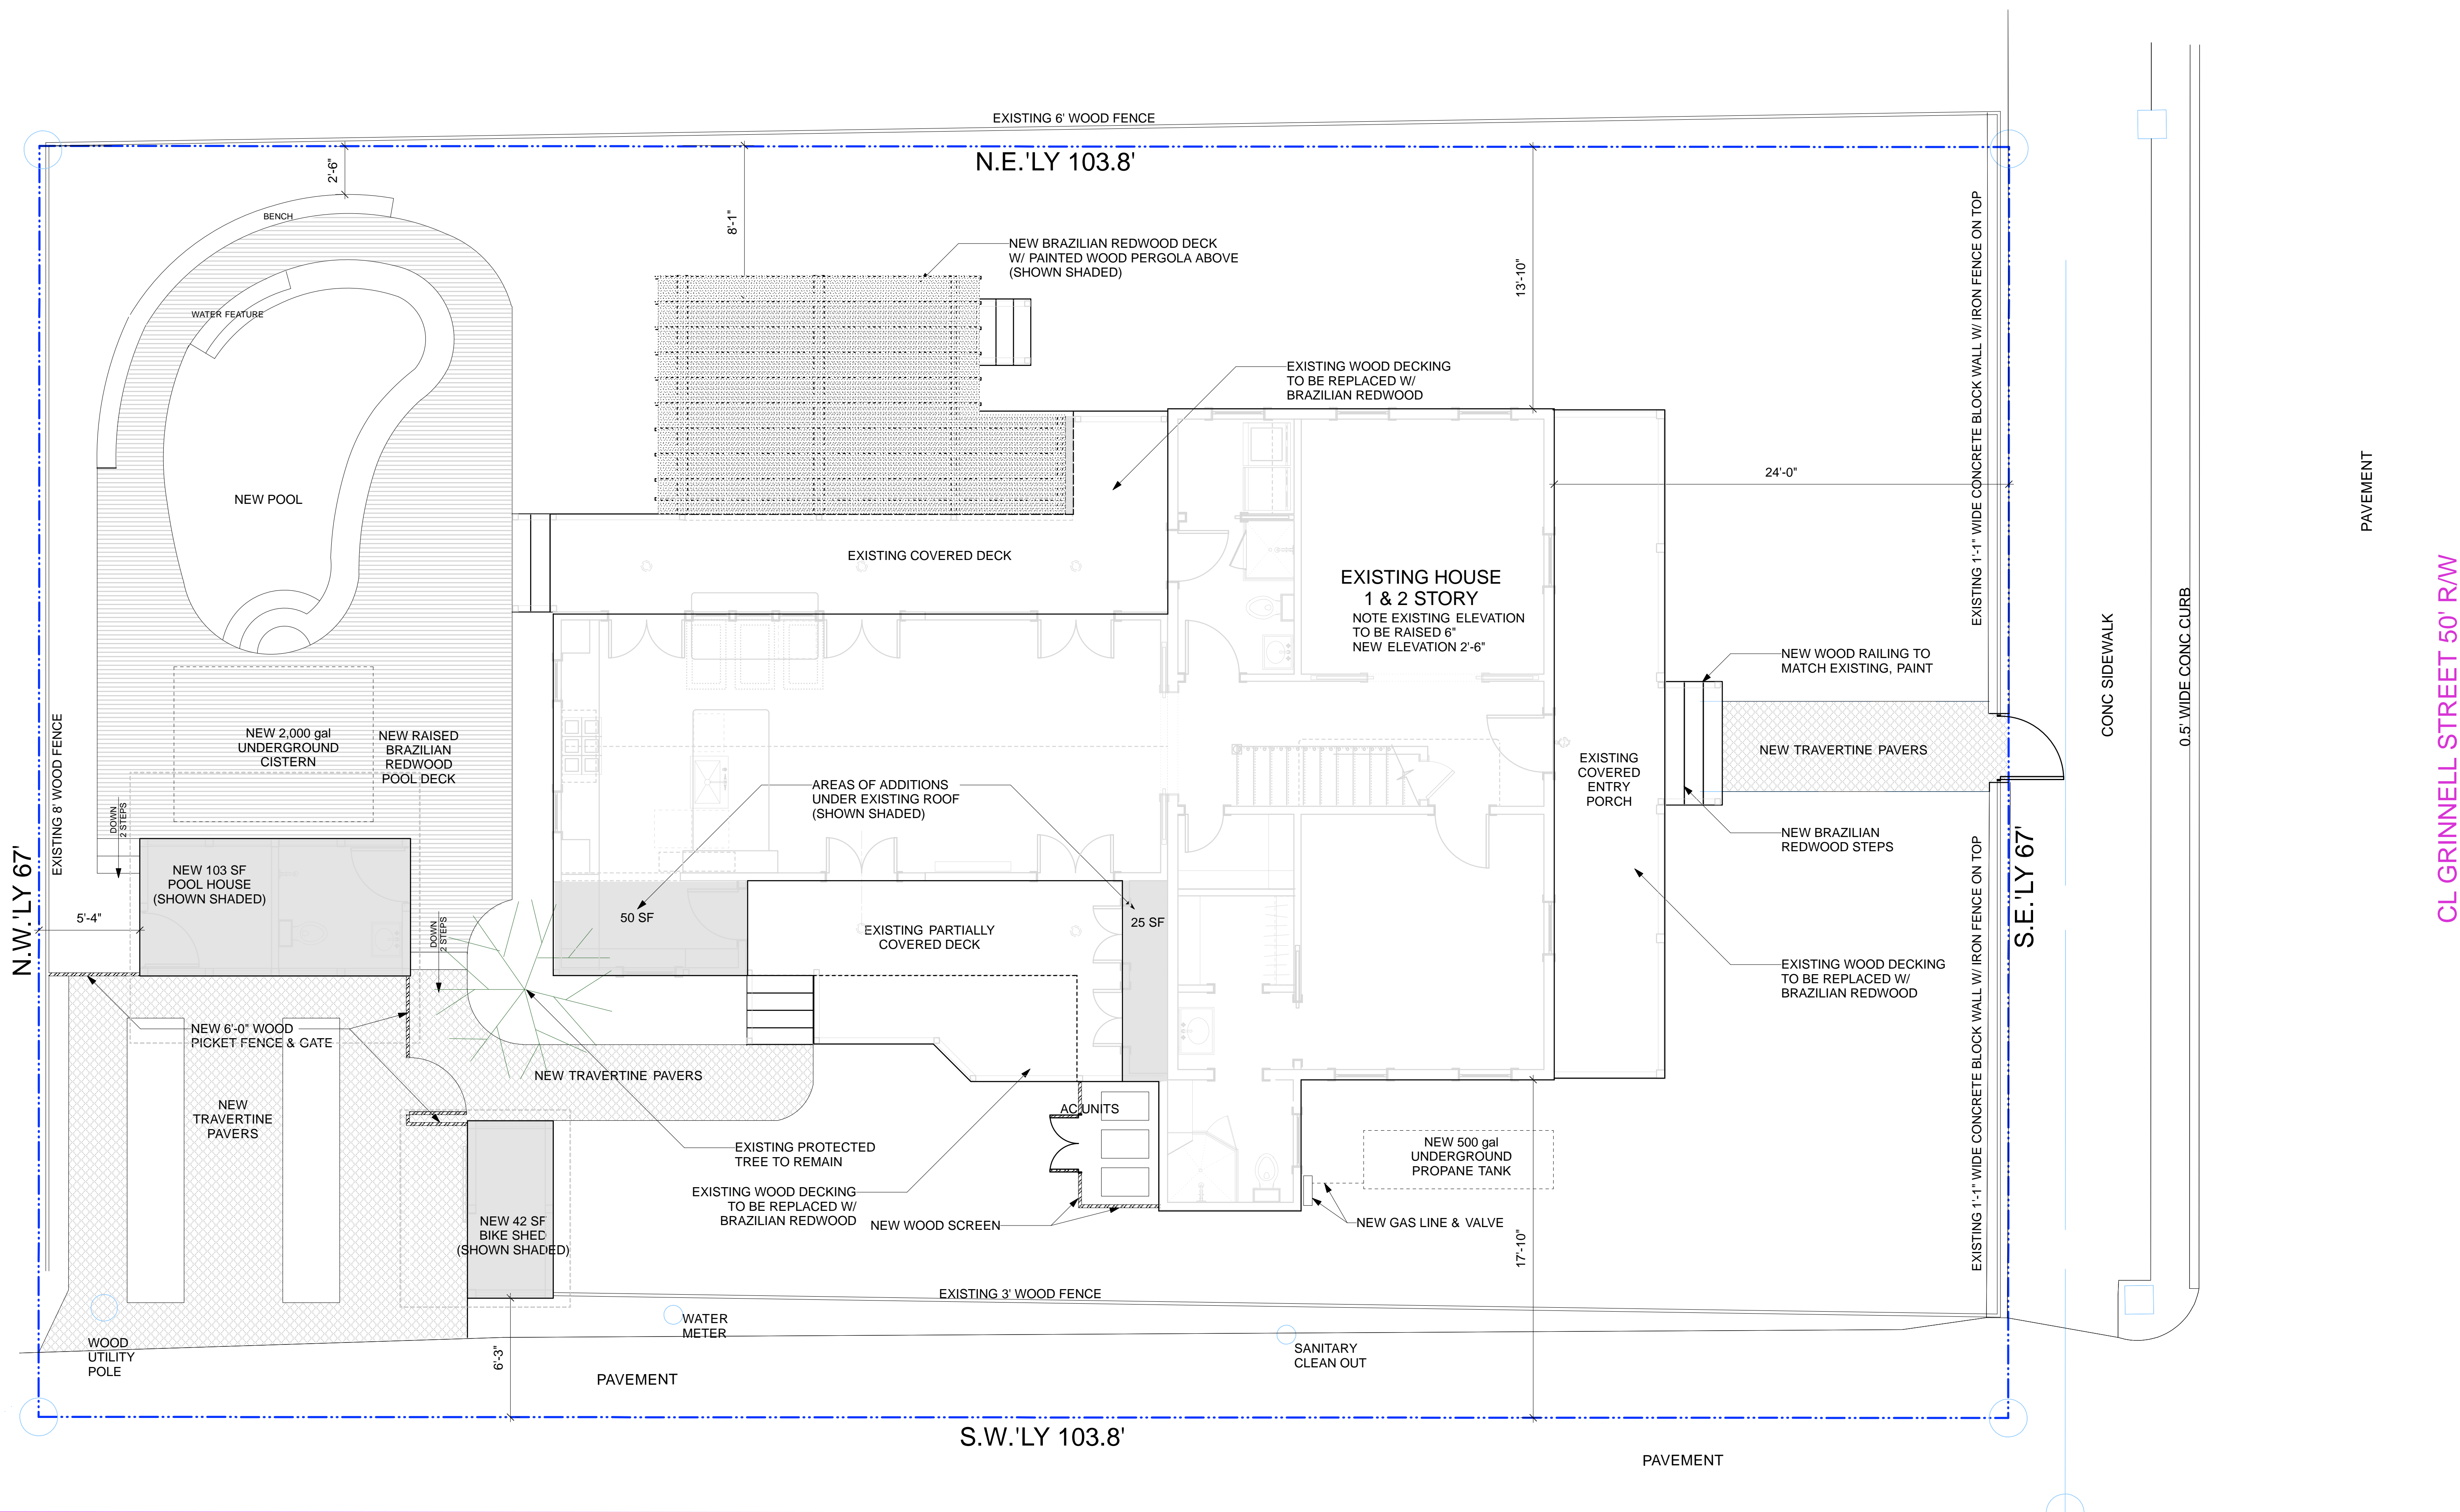 EXISTING 6' WOOD FENCE
N.E.'LY 103.8'
2'-6"
8'-1"
13'-10"
BENCH
WATER FEATURE
NEW POOL
NEW BRAZILIAN REDWOOD DECK
W/ PAINTED WOOD PERGOLA ABOVE
(SHOWN SHADED)
EXISTING WOOD DECKING
TO BE REPLACED W/
BRAZILIAN REDWOOD
EXISTING 1'-1" WIDE CONCRETE BLOCK WALL W/ IRON FENCE ON TOP
24'-0"
PAVEMENT
EXISTING COVERED DECK
EXISTING HOUSE
1 & 2 STORY
NOTE EXISTING ELEVATION
TO BE RAISED 6"
NEW ELEVATION 2'-6"
NEW WOOD RAILING TO
MATCH EXISTING, PAINT
CONC SIDEWALK
0.5' WIDE CONC CURB
CL GRINNELL STREET 50' R/W
EXISTING 8' WOOD FENCE
NEW 2,000 gal
UNDERGROUND
CISTERN
NEW RAISED
BRAZILIAN
REDWOOD
POOL DECK
NEW TRAVERTINE PAVERS
EXISTING
COVERED
ENTRY
PORCH
AREAS OF ADDITIONS
UNDER EXISTING ROOF
(SHOWN SHADED)
DOWN
2 STEPS
NEW BRAZILIAN
REDWOOD STEPS
N.W.'LY 67'
S.E.'LY 67'
NEW 103 SF
POOL HOUSE
(SHOWN SHADED)
5'-4"
DOWN
2 STEPS
50 SF
EXISTING PARTIALLY
COVERED DECK
25 SF
EXISTING WOOD DECKING
TO BE REPLACED W/
BRAZILIAN REDWOOD
EXISTING 1'-1" WIDE CONCRETE BLOCK WALL W/ IRON FENCE ON TOP
NEW 6'-0" WOOD
PICKET FENCE & GATE
NEW TRAVERTINE PAVERS
NEW
TRAVERTINE
PAVERS
AC UNITS
EXISTING PROTECTED
TREE TO REMAIN
NEW 500 gal
UNDERGROUND
PROPANE TANK
EXISTING WOOD DECKING
TO BE REPLACED W/
BRAZILIAN REDWOOD
NEW WOOD SCREEN
NEW GAS LINE & VALVE
NEW 42 SF
BIKE SHED
(SHOWN SHADED)
17'-10"
EXISTING 3' WOOD FENCE
WATER
METER
WOOD
UTILITY
POLE
6'-3"
SANITARY
CLEAN OUT
PAVEMENT
S.W.'LY 103.8'
PAVEMENT